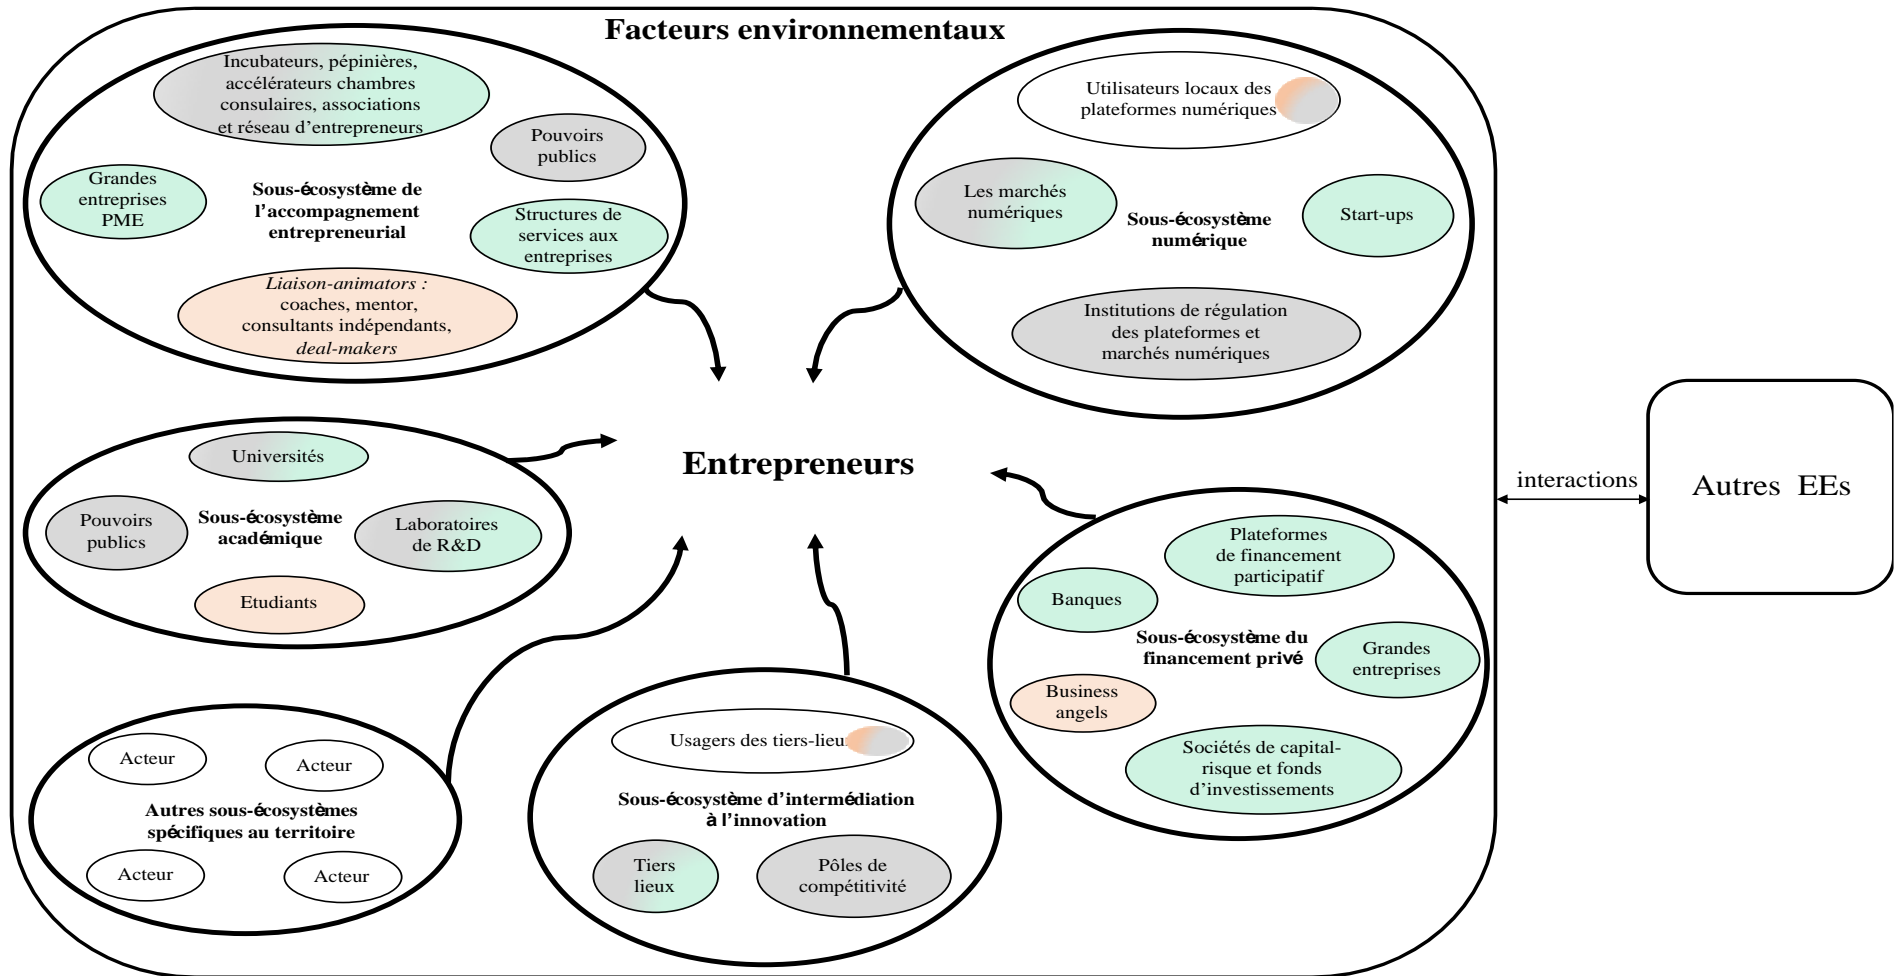 Facteurs environnementaux
Incubateurs, pépinières,
accélérateurs chambres
consulaires, associations
et réseau d'entrepreneurs
Pouvoirs
publics
Grandes
entreprises
PME
Sous-écosystème de
l'accompagnement
entrepreneurial
Structures de
services aux
entreprises
Liaison-animators :
coaches, mentor,
consultants indépendants,
deal-makers
Utilisateurs locaux des
plateformes numériques
Les marchés
numériques
Sous-écosystème
numérique
Start-ups
Institutions de régulation
des plateformes et
marchés numériques
Entrepreneurs
Universités
Pouvoirs
publics
Sous-écosystème
académique
Laboratoires
de R&D
Etudiants
interactions
Autres EEs
Plateformes
de financement
participatif
Banques
Sous-écosystème du
financement privé
Grandes
entreprises
Business
angels
Sociétés de capital-
risque et fonds
d'investissements
Acteur
Acteur
Autres sous-écosystèmes
spécifiques au territoire
Acteur
Acteur
Usagers des tiers-lieu
Sous-écosystème d'intermédiation
à l'innovation
Tiers
lieux
Pôles de
compétitivité